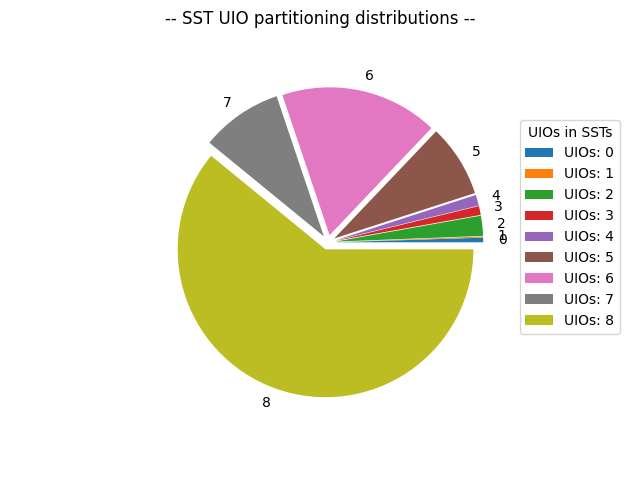 -- SST UIO partitioning distributions --
6
7
5
4
3
2
1
0
8
UIOs in SSTs
UIOs: 0
UIOs: 1
UIOs: 2
UIOs: 3
UIOs: 4
UIOs: 5
UIOs: 6
UIOs: 7
UIOs: 8